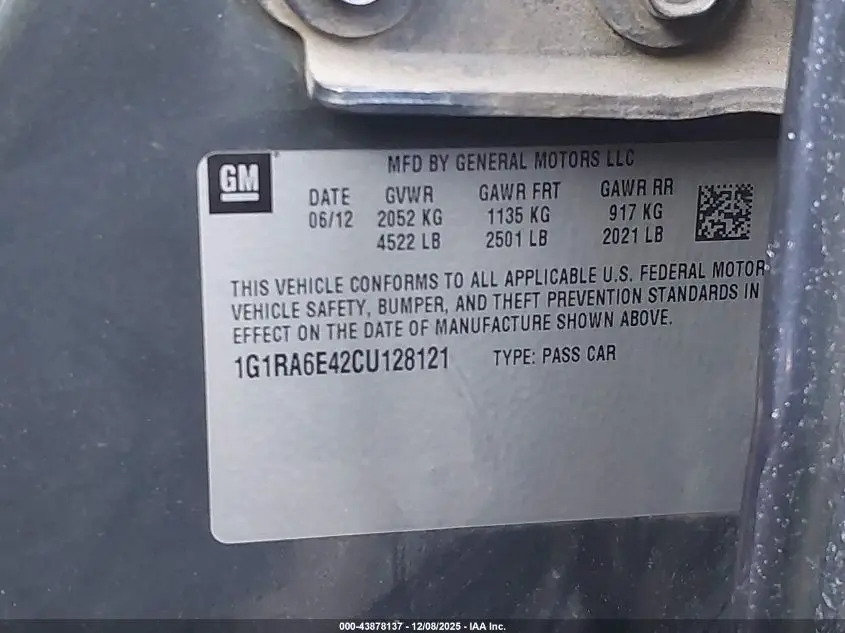 GM
MFD BY GENERAL MOTORS LLC
DATE GVWR GAWR FRT GAWR RR
06/12 2052 KG 1135 KG 917 KG
4522 LB 2501 LB 2021 LB
THIS VEHICLE CONFORMS TO ALL APPLICABLE U.S. FEDERAL MOTOR
VEHICLE SAFETY, BUMPER, AND THEFT PREVENTION STANDARDS IN
EFFECT ON THE DATE OF MANUFACTURE SHOWN ABOVE.
1G1RA6E42CU128121 TYPE: PASS CAR
000-43878137 - 12/08/2025 - IAA Inc.